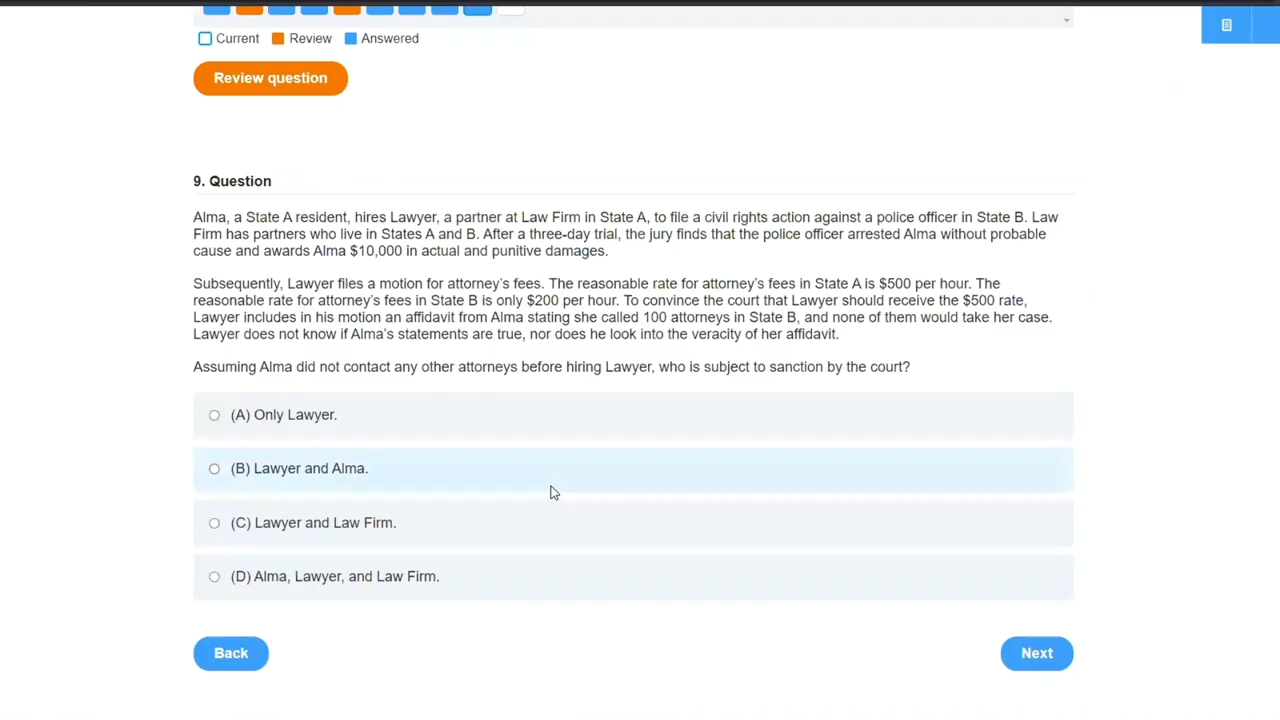 Current Review Answered
Review question
9. Question
Alma, a State A resident, hires Lawyer, a partner at Law Firm in State A, to file a civil rights action against a police officer in State B. Law
Firm has partners who live in States A and B. After a three-day trial, the jury finds that the police officer arrested Alma without probable
cause and awards Alma $10,000 in actual and punitive damages.
Subsequently, Lawyer files a motion for attorney’s fees. The reasonable rate for attorney’s fees in State A is $500 per hour. The
reasonable rate for attorney’s fees in State B is only $200 per hour. To convince the court that Lawyer should receive the $500 rate,
Lawyer includes in his motion an affidavit from Alma stating she called 100 attorneys in State B, and none of them would take her case.
Lawyer does not know if Alma’s statements are true, nor does he look into the veracity of her affidavit.
Assuming Alma did not contact any other attorneys before hiring Lawyer, who is subject to sanction by the court?
(A) Only Lawyer.
(B) Lawyer and Alma.
(C) Lawyer and Law Firm.
(D) Alma, Lawyer, and Law Firm.
Back Next